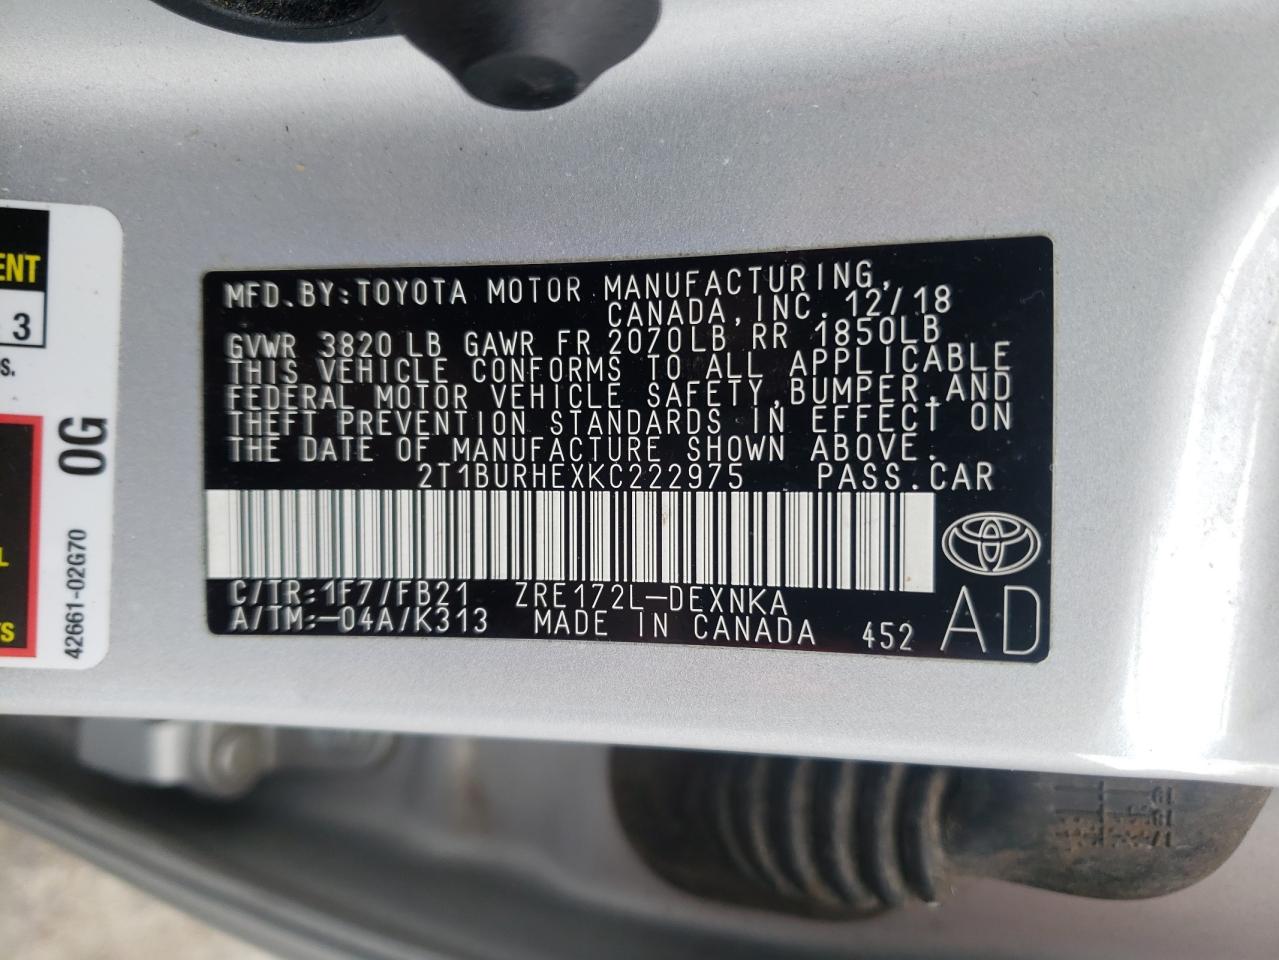 MFD.BY:TOYOTA MOTOR MANUFACTURING,
CANADA,INC. 12/18
GVWR 3820 LB GAWR FR 2070LB RR 1850LB
THIS VEHICLE CONFORMS TO ALL APPLICABLE
FEDERAL MOTOR VEHICLE SAFETY,BUMPER,AND
THEFT PREVENTION STANDARDS IN EFFECT ON
THE DATE OF MANUFACTURE SHOWN ABOVE.
2T1BURHEXKC222975 PASS.CAR
C/TR:1F7/FB21 ZRE172L-DEXNKA
A/TM:-04A/K313 MADE IN CANADA 452 AD
ENT
3
s.
0G
42661-02G70
L
TS